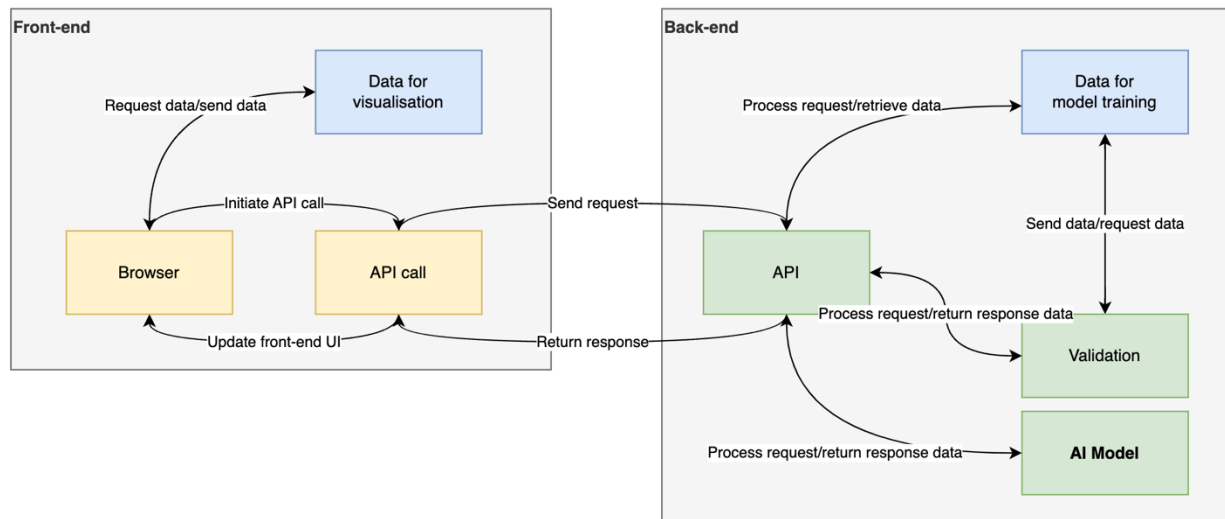 Front-end
Back-end
Data for
visualisation
Data for
model training
Request data/send data
Process request/retrieve data
Initiate API call
Send request
Send data/request data
Browser
API call
API
Process request/return response data
Update front-end UI
Return response
Validation
Process request/return response data
AI Model